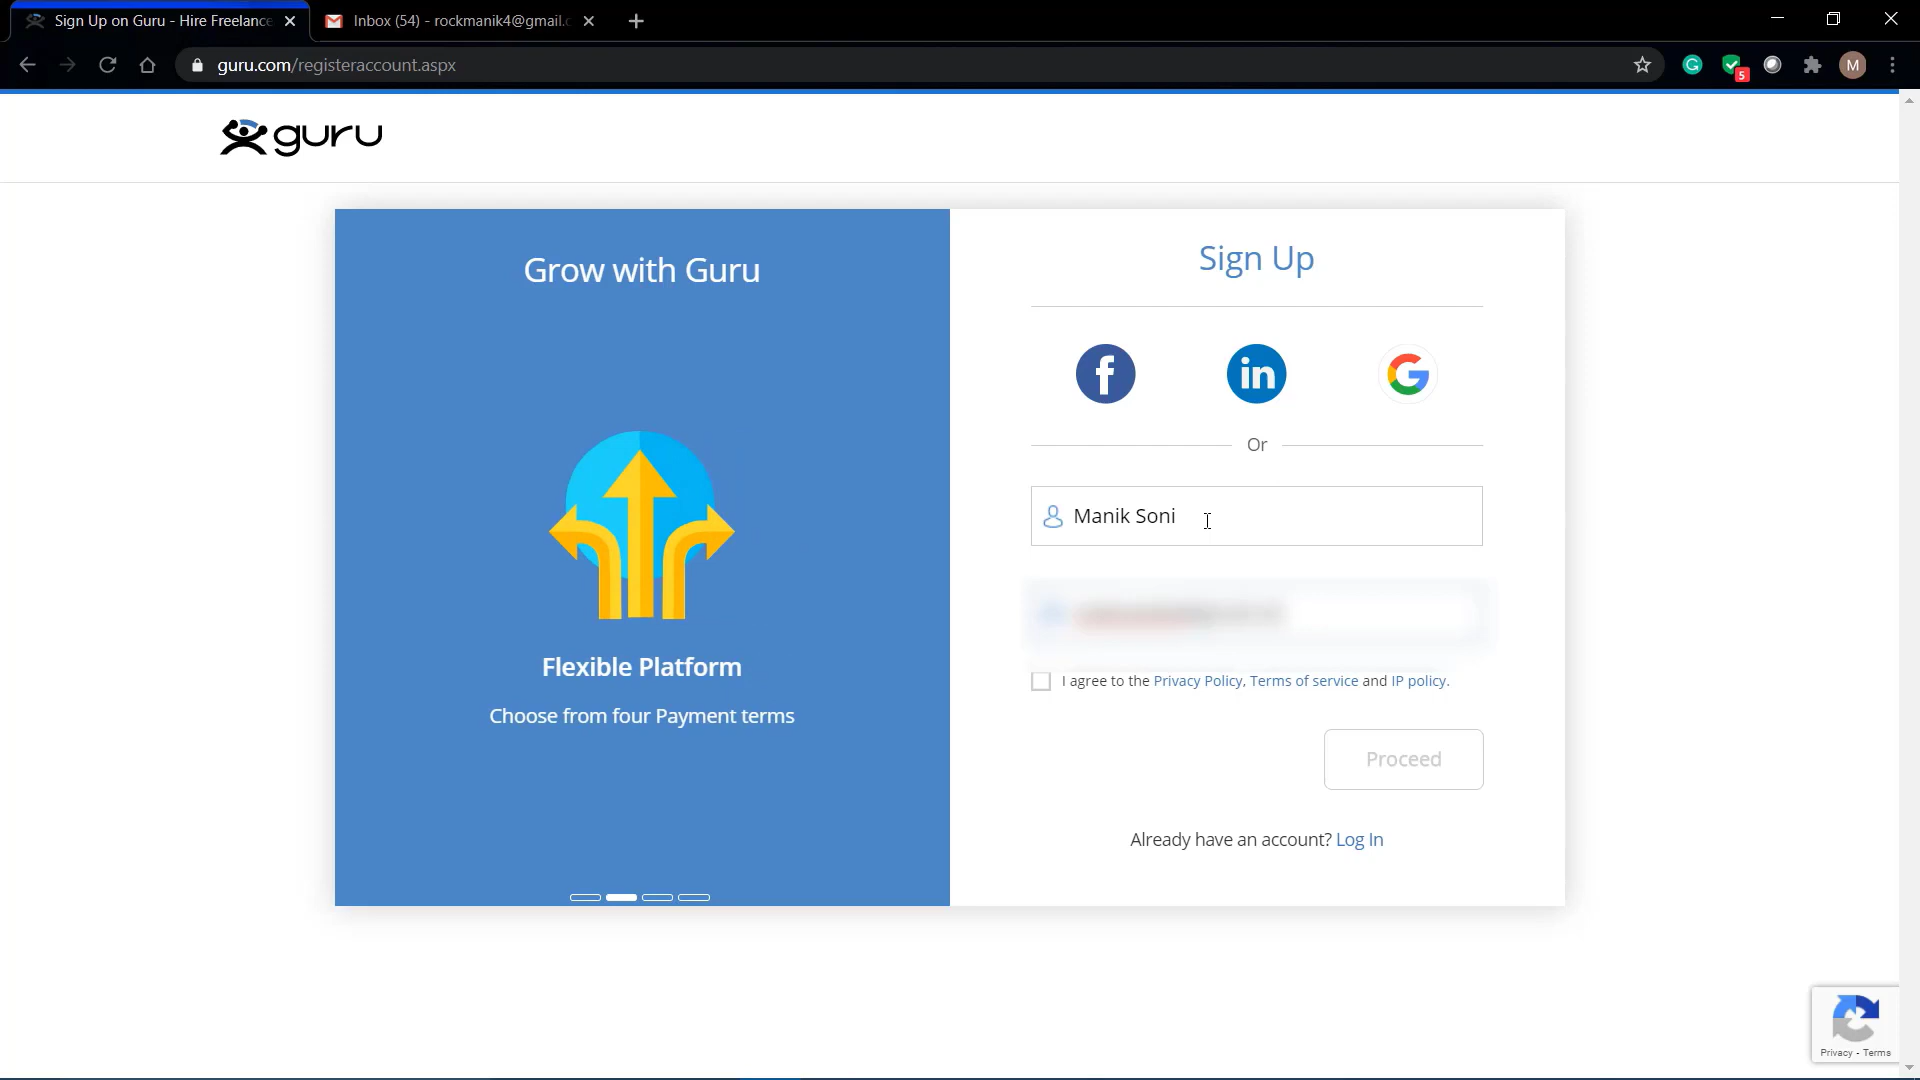 Sign Up on Guru - Hire Freelance
Inbox (54) - rockmanik4@gmail.c
guru.com/registeraccount.aspx
5
M
guru
Grow with Guru
Flexible Platform
Choose from four Payment terms
Sign Up
f
in
G
Or
Manik Soni
I agree to the Privacy Policy, Terms of service and IP policy.
Proceed
Already have an account? Log In
Privacy - Terms